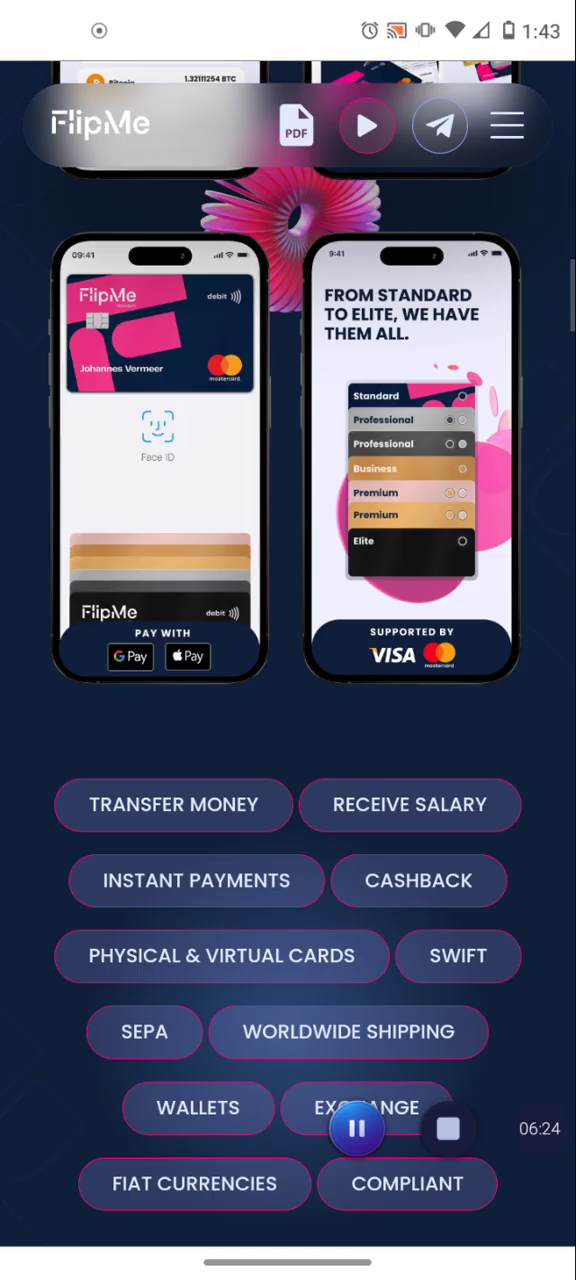 1:43
Bitcoin 1.32111254 BTC
FlipMe
PDF
09:41
FlipMe
debit
Johannes Vermeer
mastercard
Face ID
FlipMe debit
PAY WITH
G Pay Pay
9:41
FROM STANDARD
TO ELITE, WE HAVE
THEM ALL.
Standard
Professional
Professional
Business
Premium
Premium
Elite
SUPPORTED BY
VISA mastercard
TRANSFER MONEY RECEIVE SALARY
INSTANT PAYMENTS CASHBACK
PHYSICAL & VIRTUAL CARDS SWIFT
SEPA WORLDWIDE SHIPPING
WALLETS EXCHANGE
06:24
FIAT CURRENCIES COMPLIANT